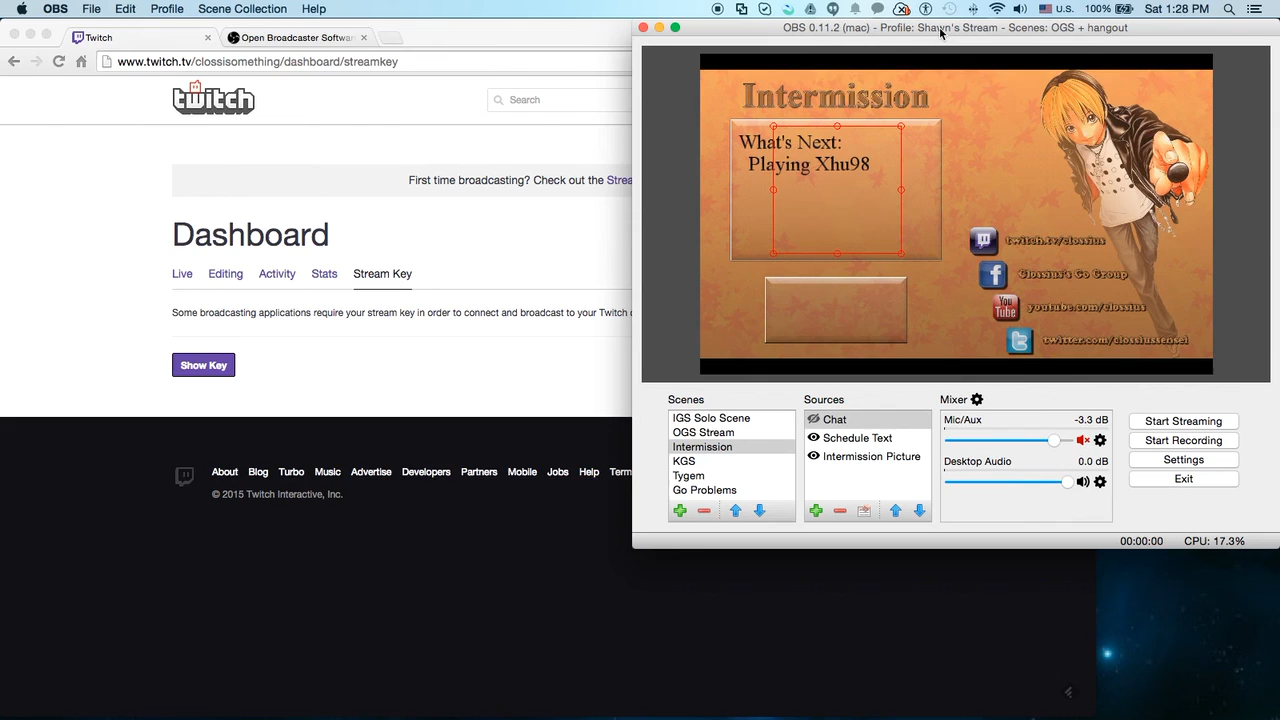 OBS File Edit Profile Scene Collection Help U.S. 100% Sat 1:28 PM
Twitch
Open Broadcaster Softwar
www.twitch.tv/clossisomething/dashboard/streamkey
twitch
Search
First time broadcasting? Check out the Strea
Dashboard
Live Editing Activity Stats Stream Key
Some broadcasting applications require your stream key in order to connect and broadcast to your Twitch c
Show Key
About Blog Turbo Music Advertise Developers Partners Mobile Jobs Help Term
© 2015 Twitch Interactive, Inc.
OBS 0.11.2 (mac) - Profile: Shawn's Stream - Scenes: OGS + hangout
Intermission
What's Next:
Playing Xhu98
twitch.tv/clossius
Clossius's Go Group
You
Tube
youtube.com/clossius
twitter.com/clossiussensei
Scenes
IGS Solo Scene
OGS Stream
Intermission
KGS
Tygem
Go Problems
Sources
Chat
Schedule Text
Intermission Picture
Mixer
Mic/Aux -3.3 dB
Desktop Audio 0.0 dB
Start Streaming
Start Recording
Settings
Exit
00:00:00 CPU: 17.3%